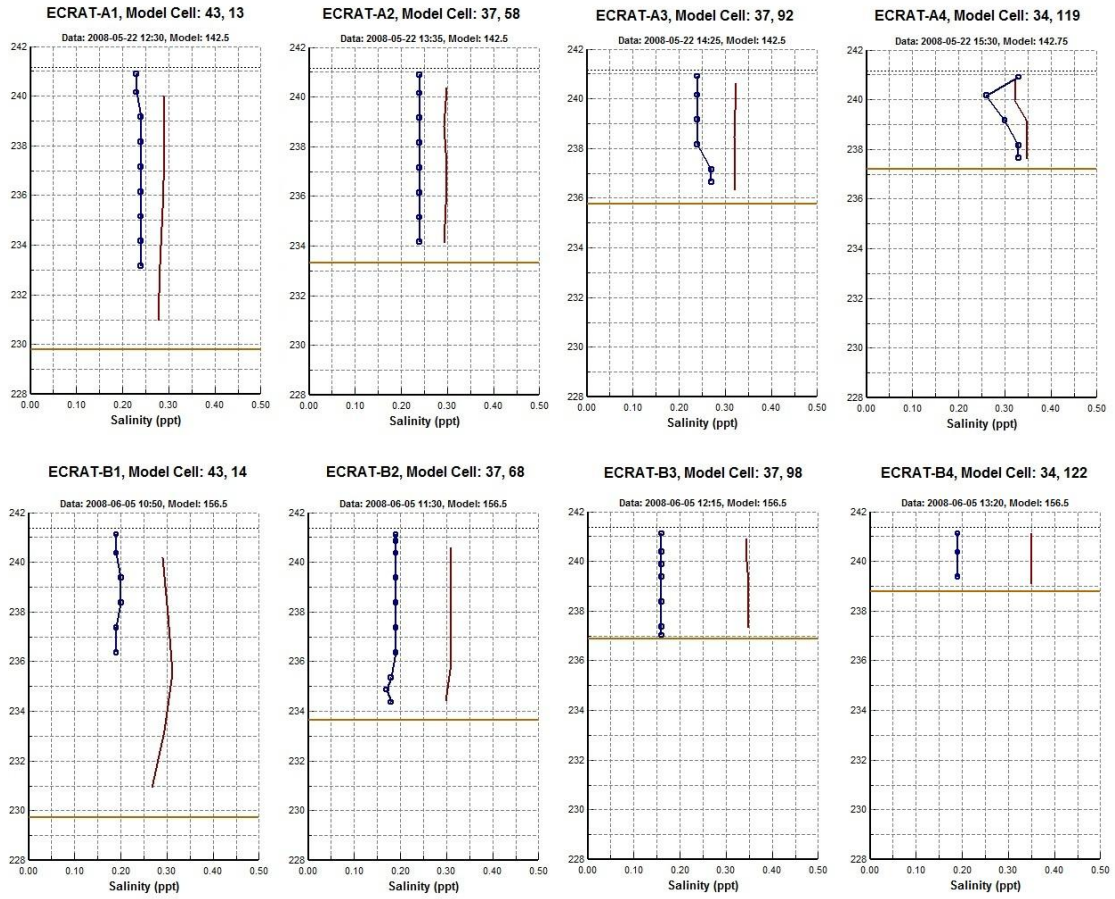 ECRAT-A1, Model Cell: 43, 13
Data: 2008-05-22 12:30, Model: 142.5
242
240
238
236
234
232
230
228
0.00 0.10 0.20 0.30 0.40 0.50
Salinity (ppt)
ECRAT-A2, Model Cell: 37, 58
Data: 2008-05-22 13:35, Model: 142.5
242
240
238
236
234
232
230
228
0.00 0.10 0.20 0.30 0.40 0.50
Salinity (ppt)
ECRAT-A3, Model Cell: 37, 92
Data: 2008-05-22 14:25, Model: 142.5
242
240
238
236
234
232
230
228
0.00 0.10 0.20 0.30 0.40 0.50
Salinity (ppt)
ECRAT-A4, Model Cell: 34, 119
Data: 2008-05-22 15:30, Model: 142.75
242
240
238
236
234
232
230
228
0.00 0.10 0.20 0.30 0.40 0.50
Salinity (ppt)
ECRAT-B1, Model Cell: 43, 14
Data: 2008-06-05 10:50, Model: 156.5
242
240
238
236
234
232
230
228
0.00 0.10 0.20 0.30 0.40 0.50
Salinity (ppt)
ECRAT-B2, Model Cell: 37, 68
Data: 2008-06-05 11:30, Model: 156.5
242
240
238
236
234
232
230
228
0.00 0.10 0.20 0.30 0.40 0.50
Salinity (ppt)
ECRAT-B3, Model Cell: 37, 98
Data: 2008-06-05 12:15, Model: 156.5
242
240
238
236
234
232
230
228
0.00 0.10 0.20 0.30 0.40 0.50
Salinity (ppt)
ECRAT-B4, Model Cell: 34, 122
Data: 2008-06-05 13:20, Model: 156.5
242
240
238
236
234
232
230
228
0.00 0.10 0.20 0.30 0.40 0.50
Salinity (ppt)